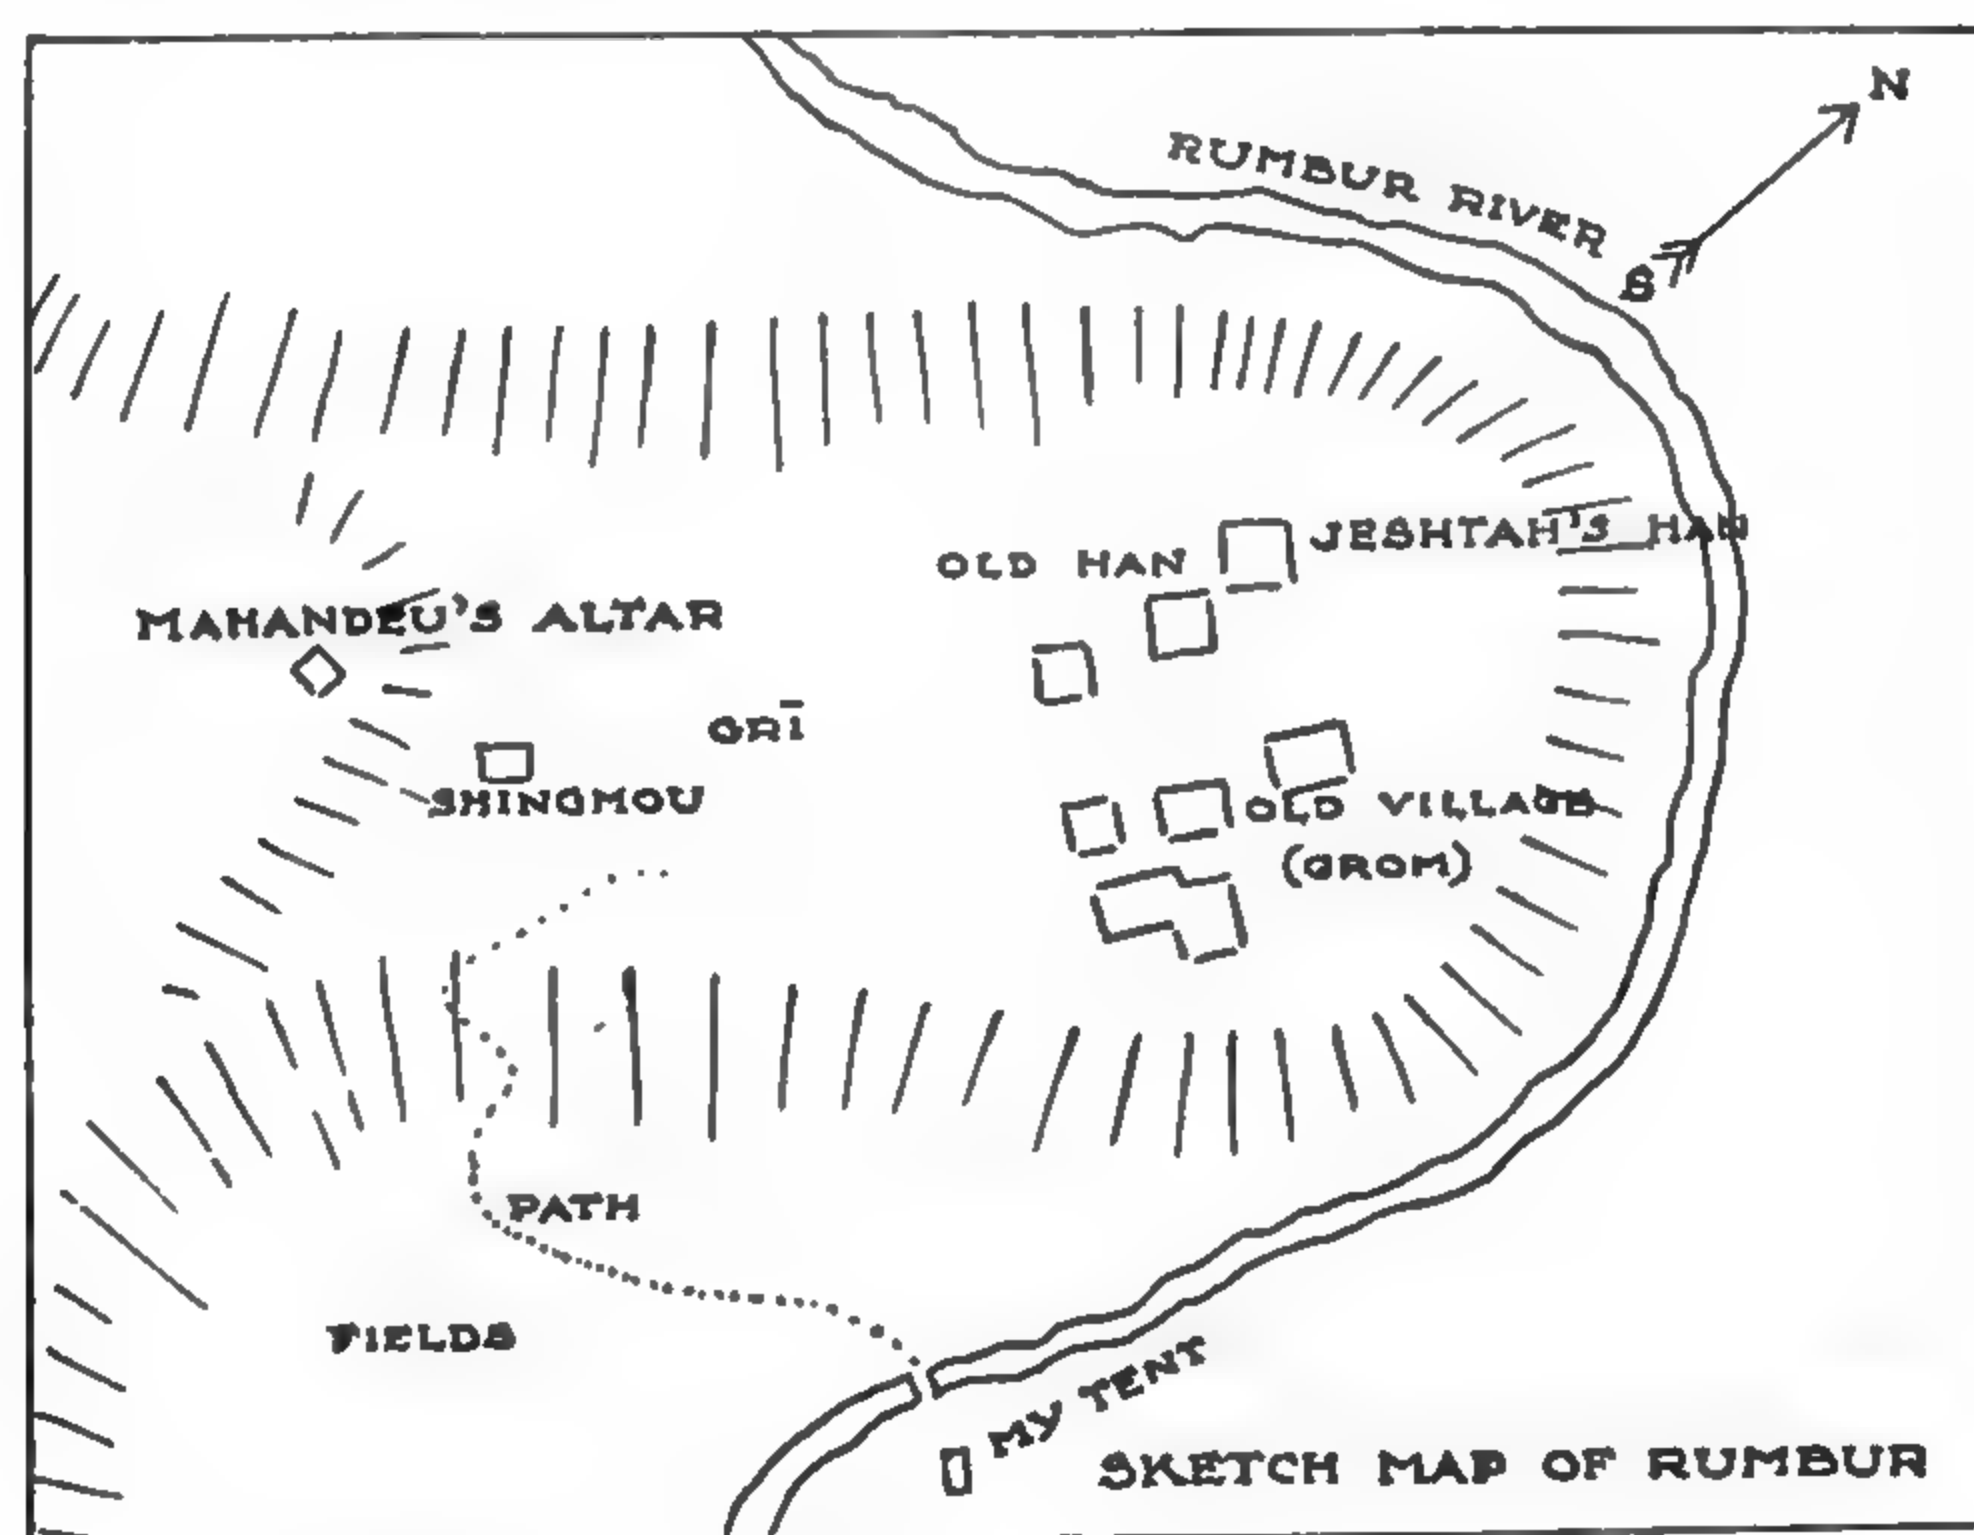 N
RUMBUR RIVER
S
JESHTAH'S HAN
OLD HAN
MAHANDEU'S ALTAR
GRĪ
SHINGMOU
OLD VILLAGE
(GROM)
PATH
FIELDS
MY TENT
SKETCH MAP OF RUMBUR